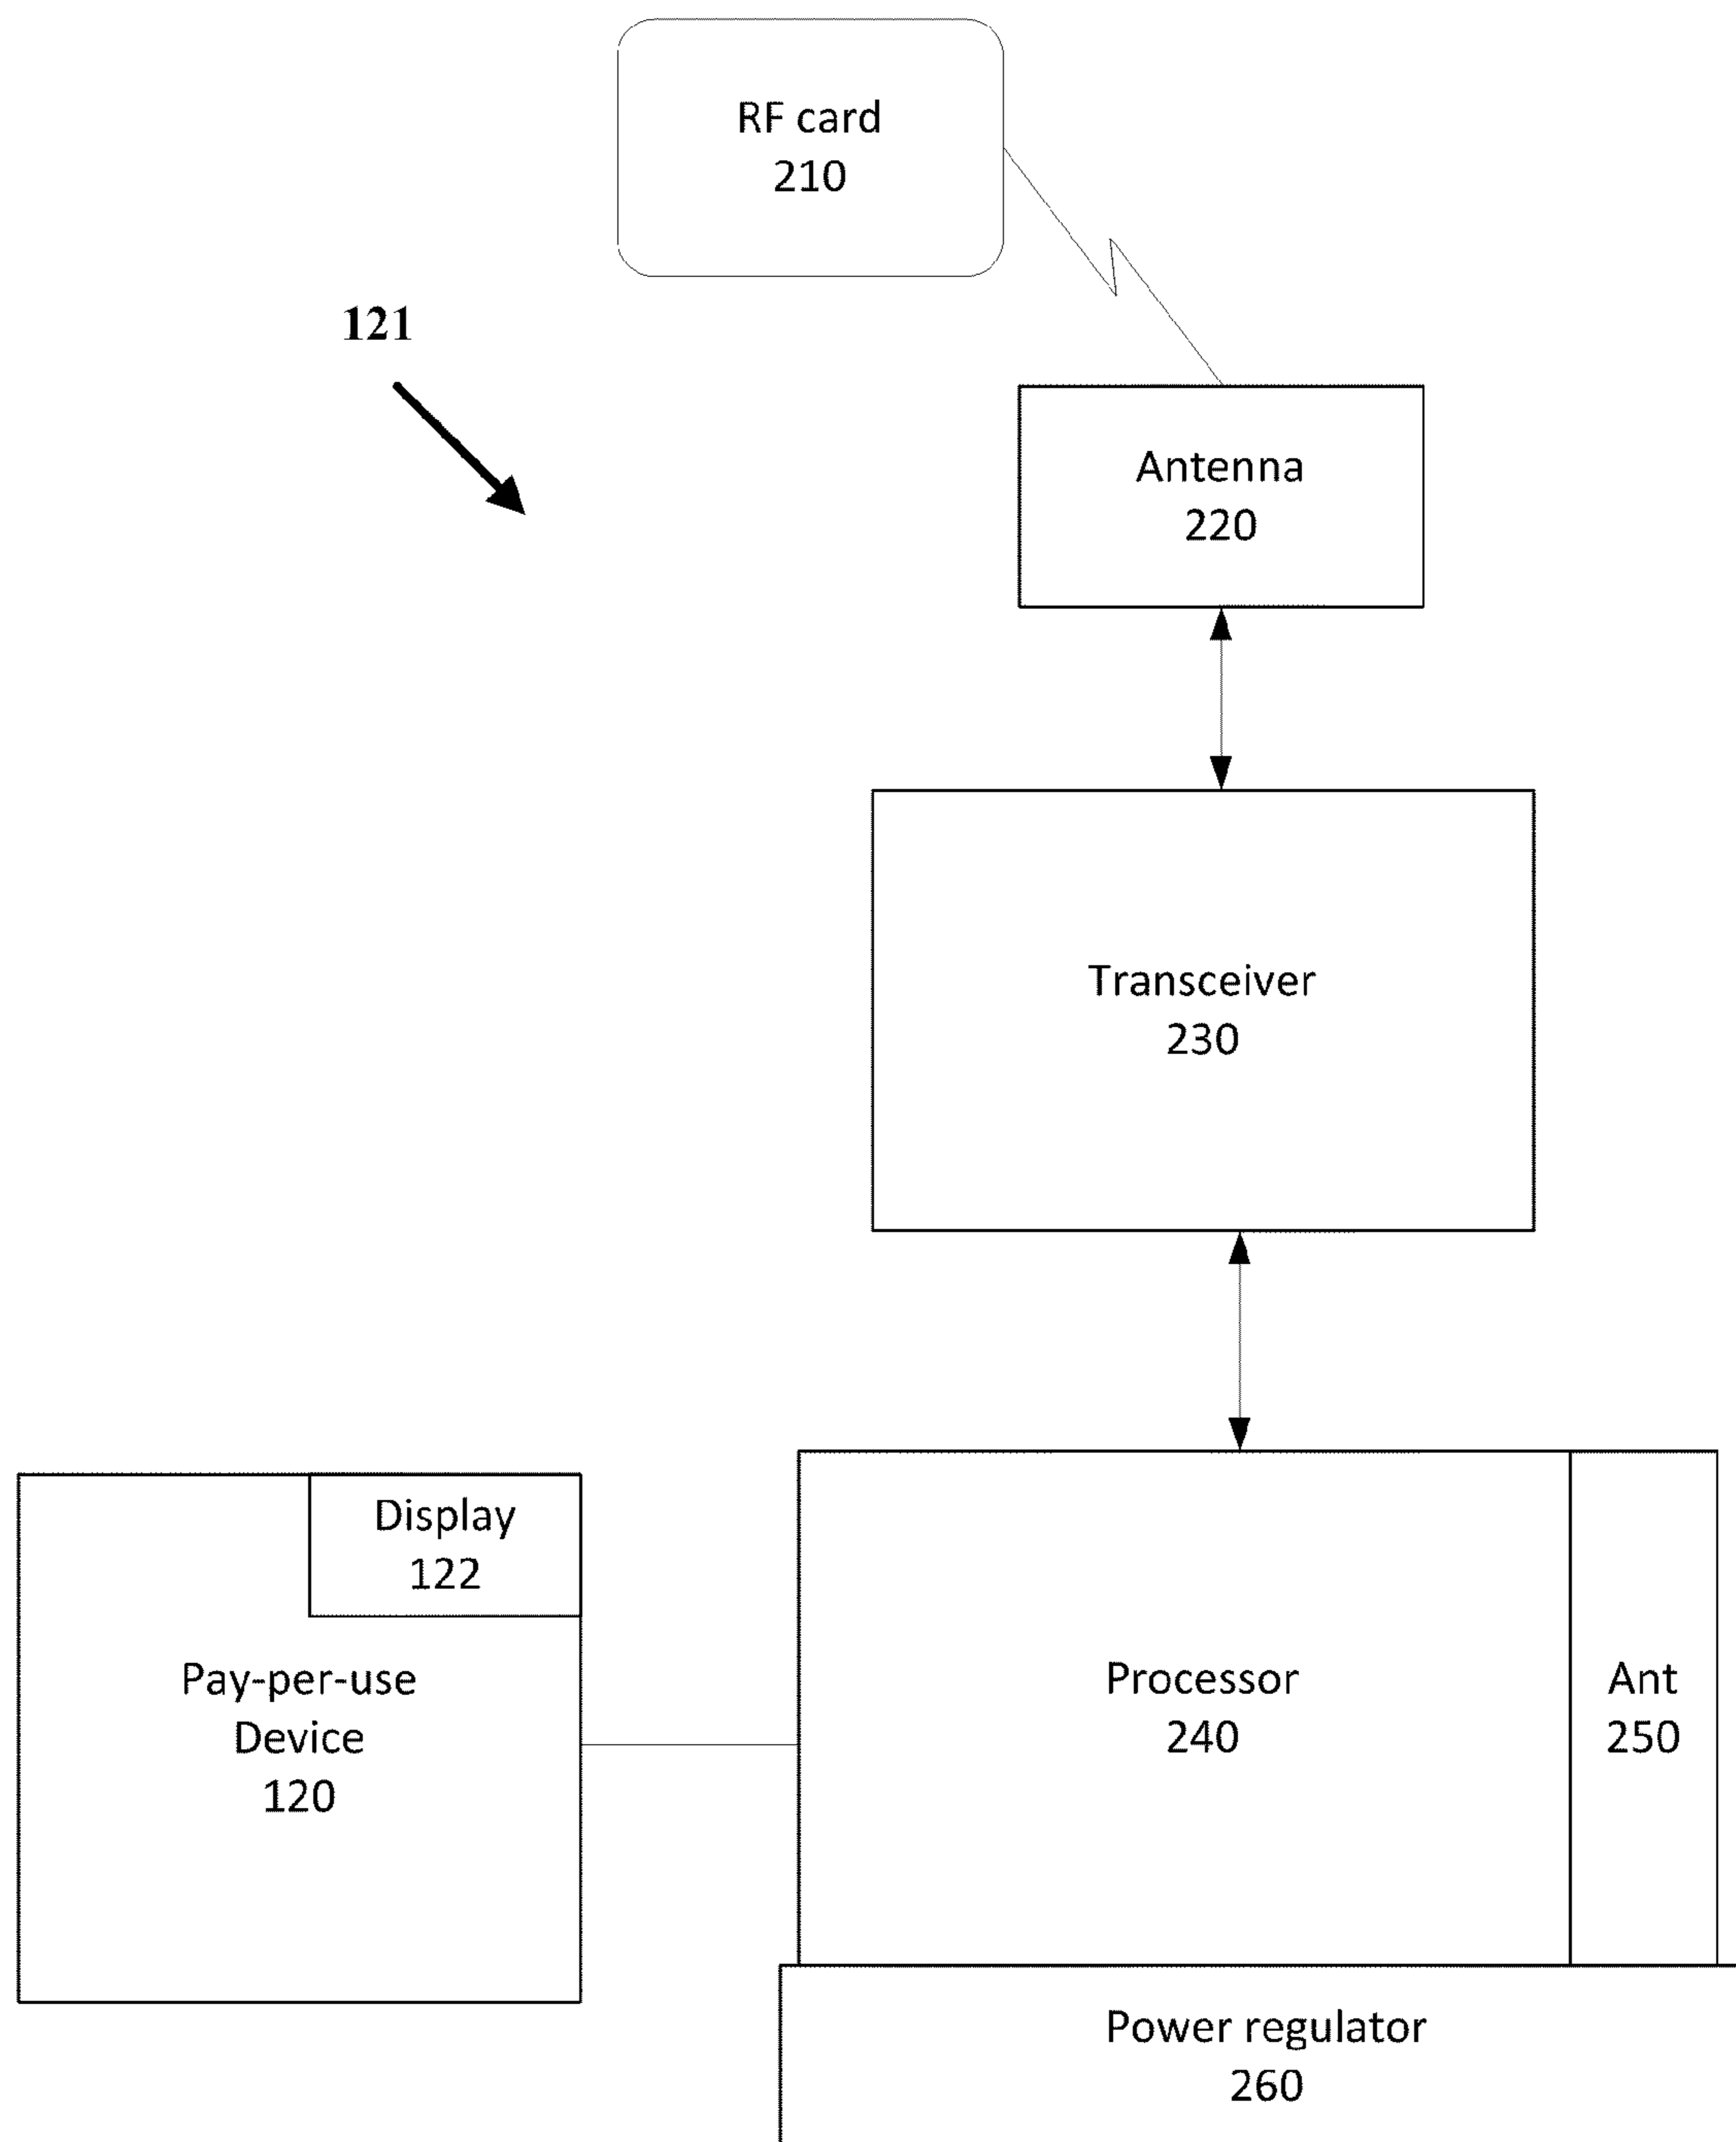 RF card
210
121
Antenna
220
Transceiver
230
Display
122
Pay-per-use
Device
120
Processor
240
Ant
250
Power regulator
260